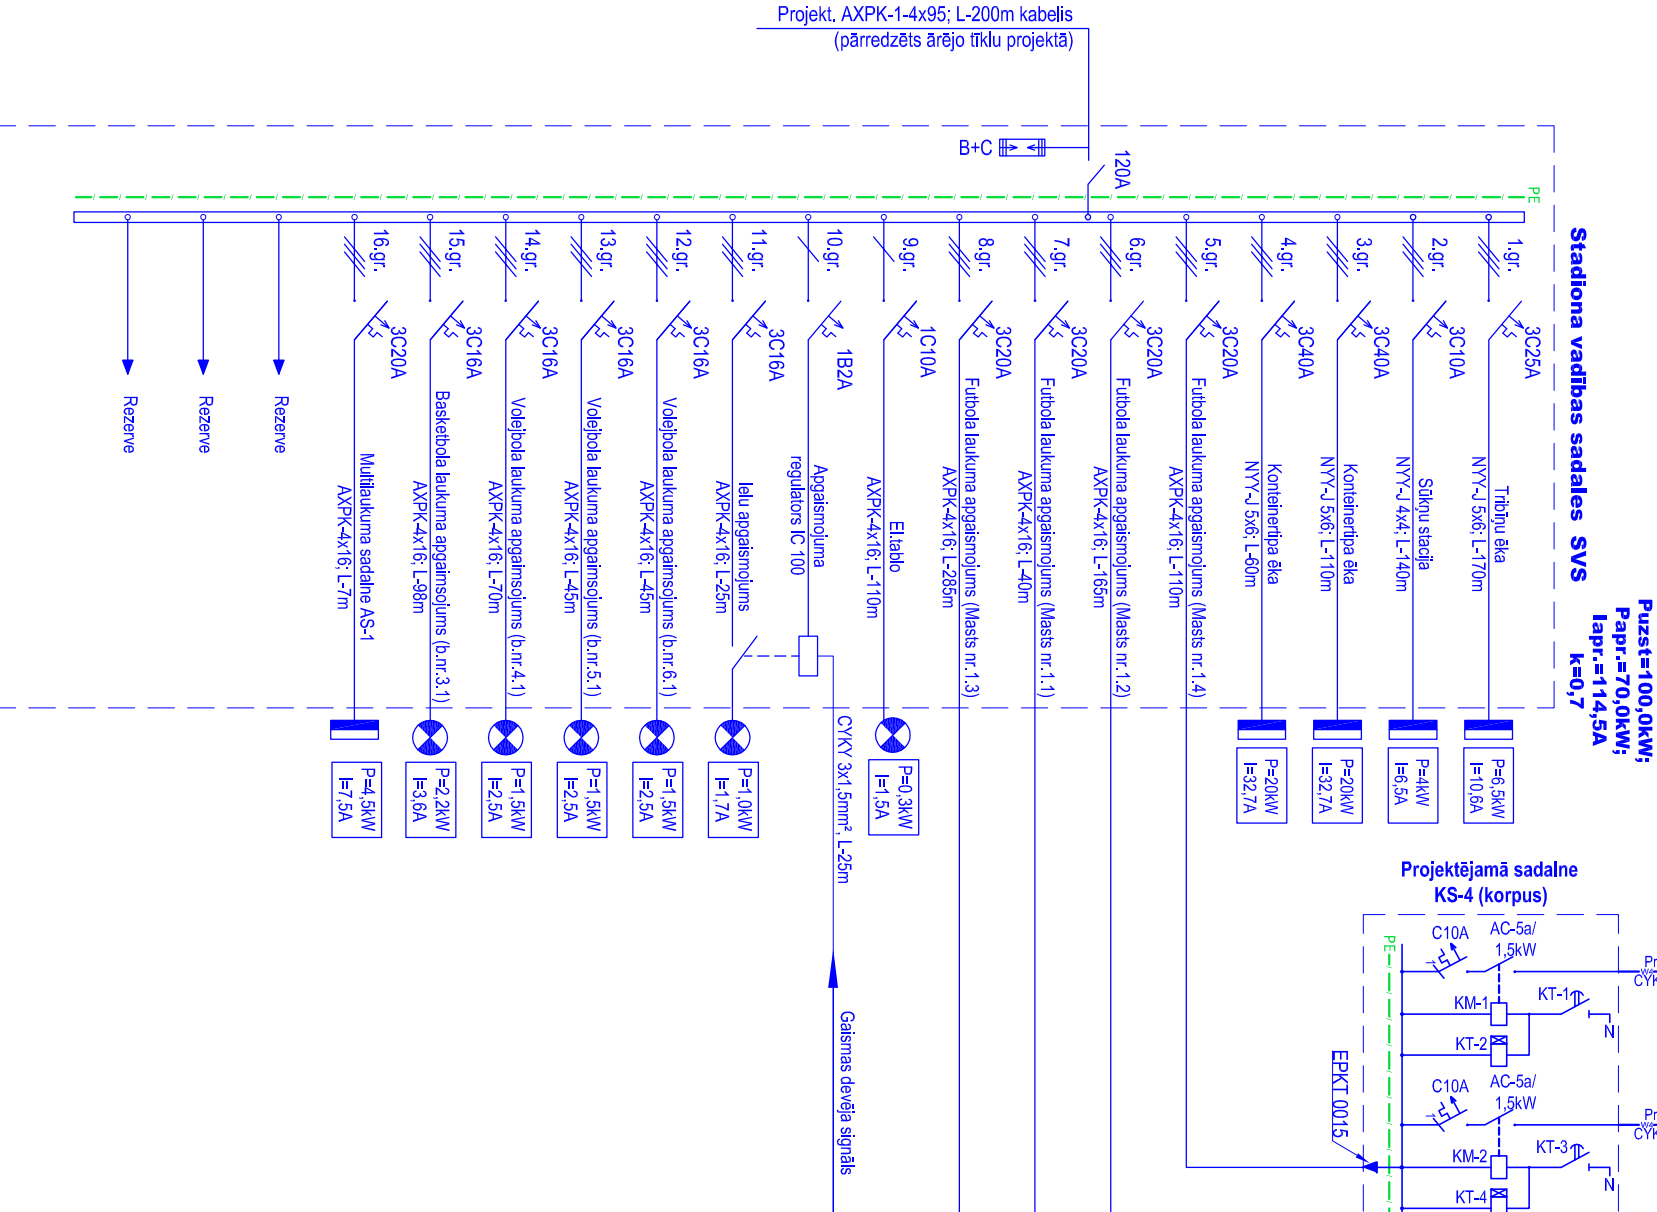 Projekt. AXPK-1-4x95; L-200m kabelis
(pārredzēts ārējo tīklu projektā)
B+C
120A
PE
Stadiona vadības sadales SVS
Puzst=100,0kW;
Papr.=70,0kW;
Iapr.=114,5A
k=0,7
1.gr.
3C25A
Tribīņu ēka
NYY-J 5x6; L-170m
P=6,5kW
I=10,6A
2.gr.
3C10A
Sūkņu stacija
NYY-J 4x4; L-140m
P=4kW
I=6,5A
3.gr.
3C40A
Konteinertipa ēka
NYY-J 5x6; L-110m
P=20kW
I=32,7A
4.gr.
3C40A
Konteinertipa ēka
NYY-J 5x6; L-60m
P=20kW
I=32,7A
5.gr.
3C20A
Futbola laukuma apgaismojums (Masts nr.1.4)
AXPK-4x16; L-110m
6.gr.
3C20A
Futbola laukuma apgaismojums (Masts nr.1.2)
AXPK-4x16; L-165m
7.gr.
3C20A
Futbola laukuma apgaismojums (Masts nr.1.1)
AXPK-4x16; L-40m
8.gr.
3C20A
Futbola laukuma apgaismojums (Masts nr.1.3)
AXPK-4x16; L-285m
9.gr.
1C10A
El.tablo
AXPK-4x16; L-110m
P=0,3kW
I=1,5A
10.gr.
1B2A
Apgaismojuma
regulators IC 100
CYKY 3x1,5mm², L-25m
Gaismas devēja signāls
11.gr.
3C16A
Ielu apgaismojums
AXPK-4x16; L-25m
P=1,0kW
I=1,7A
12.gr.
3C16A
Volejbola laukuma apgaimsojums (b.nr.6.1)
AXPK-4x16; L-45m
P=1,5kW
I=2,5A
13.gr.
3C16A
Volejbola laukuma apgaimsojums (b.nr.5.1)
AXPK-4x16; L-45m
P=1,5kW
I=2,5A
14.gr.
3C16A
Volejbola laukuma apgaimsojums (b.nr.4.1)
AXPK-4x16; L-70m
P=1,5kW
I=2,5A
15.gr.
3C16A
Basketbola laukuma apgaimsojums (b.nr.3.1)
AXPK-4x16; L-98m
P=2,2kW
I=3,6A
16.gr.
3C20A
Multilaukuma sadalne AS-1
AXPK-4x16; L-7m
P=4,5kW
I=7,5A
Rezerve
Rezerve
Rezerve
Projektējamā sadalne
KS-4 (korpus)
PE
C10A
AC-5a/
1,5kW
KM-1
KT-1
N
KT-2
C10A
AC-5a/
1,5kW
KM-2
KT-3
N
KT-4
EPKT 0015